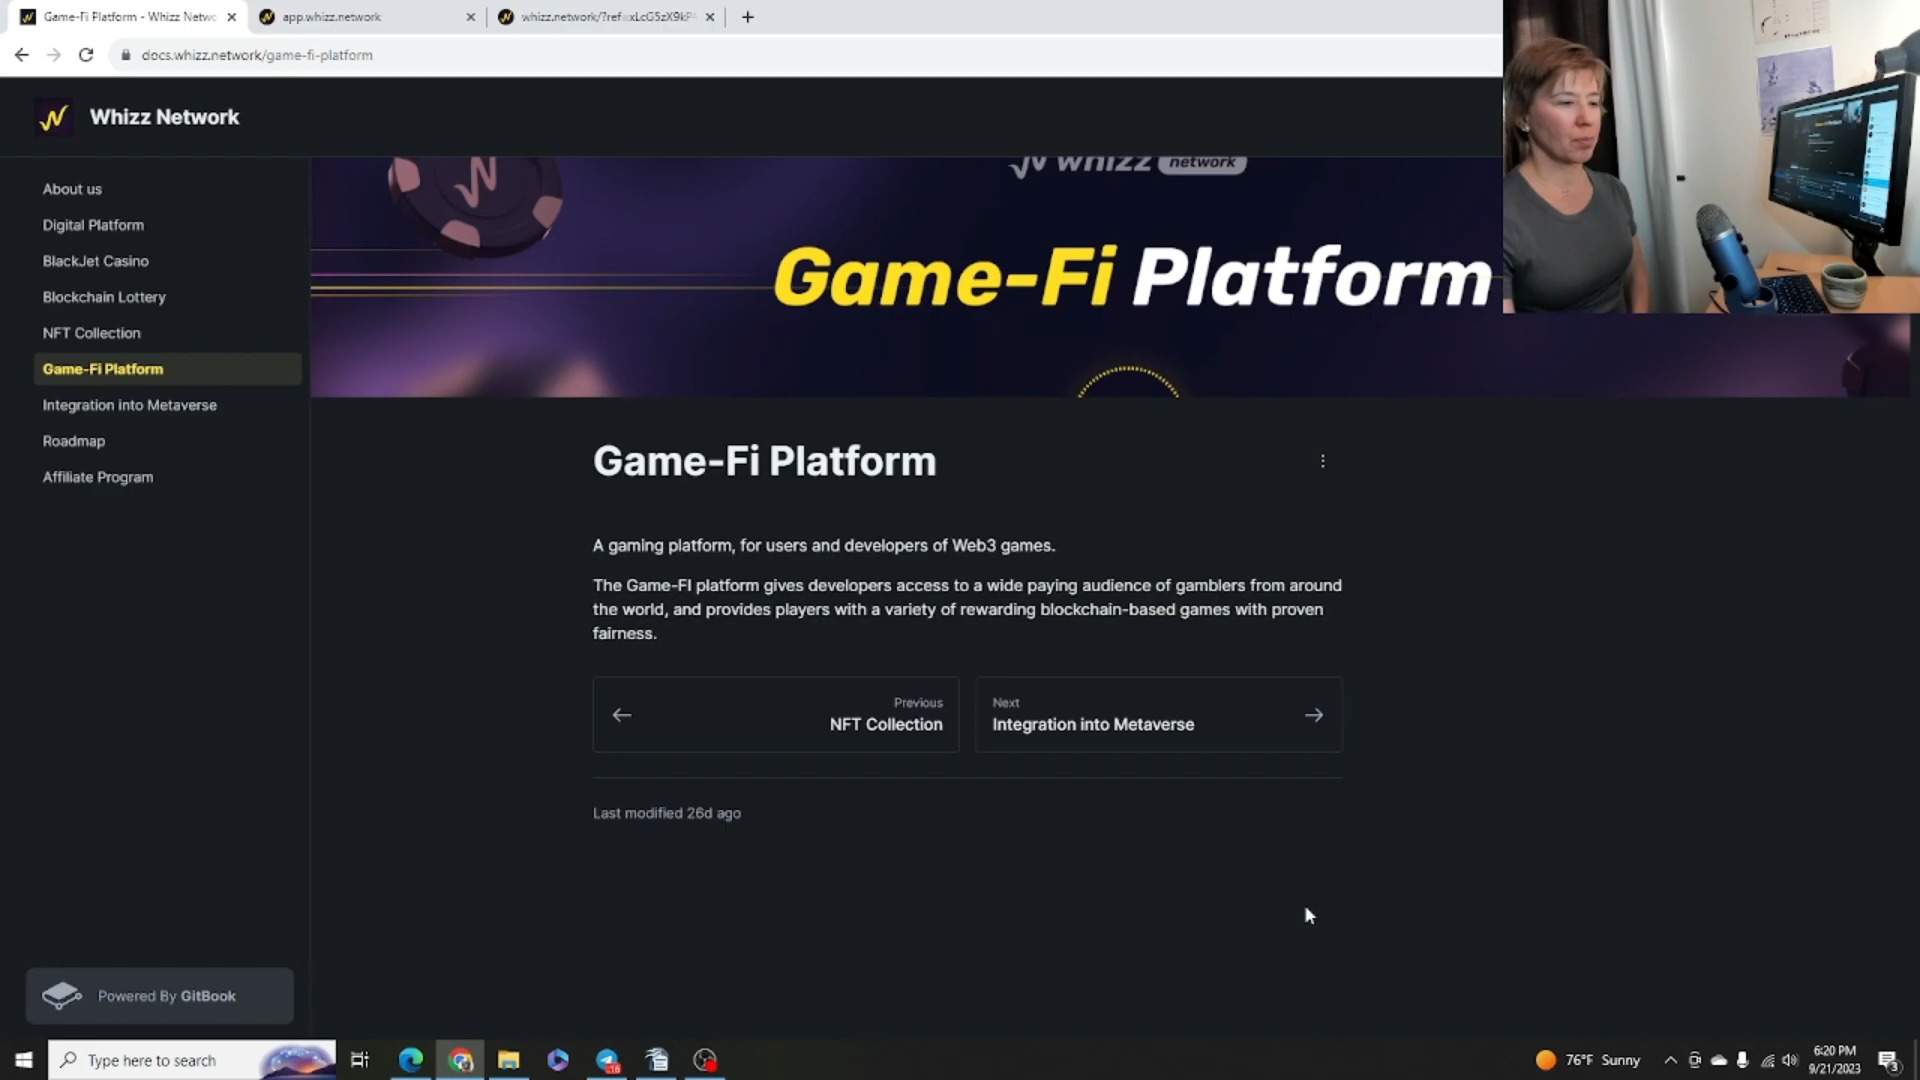 Game-Fi Platform - Whizz Netwo
app.whizz.network
docs.whizz.network/game-fi-platform
Whizz Network
About us
Digital Platform
BlackJet Casino
Blockchain Lottery
NFT Collection
Game-Fi Platform
Integration into Metaverse
Roadmap
Affiliate Program
whizz network
Game-Fi Platform
Game-Fi Platform
A gaming platform, for users and developers of Web3 games.
The Game-FI platform gives developers access to a wide paying audience of gamblers from around
the world, and provides players with a variety of rewarding blockchain-based games with proven
fairness.
Previous
NFT Collection
Next
Integration into Metaverse
Last modified 26d ago
Powered By GitBook
Type here to search
76°F Sunny
6:20 PM
9/21/2023
3